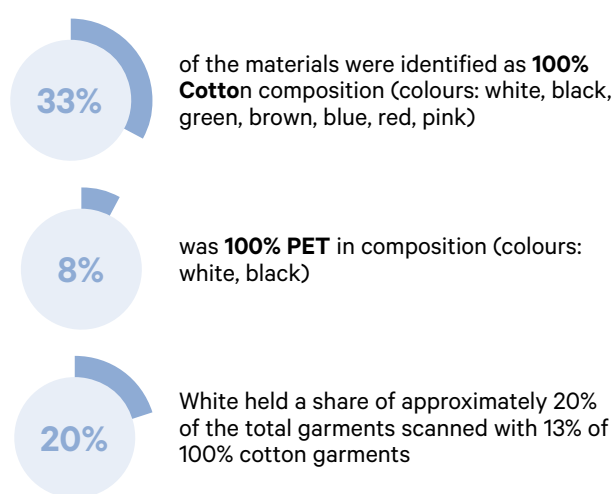 33%
of the materials were identified as 100%
Cotton composition (colours: white, black,
green, brown, blue, red, pink)
8%
was 100% PET in composition (colours:
white, black)
20%
White held a share of approximately 20%
of the total garments scanned with 13% of
100% cotton garments